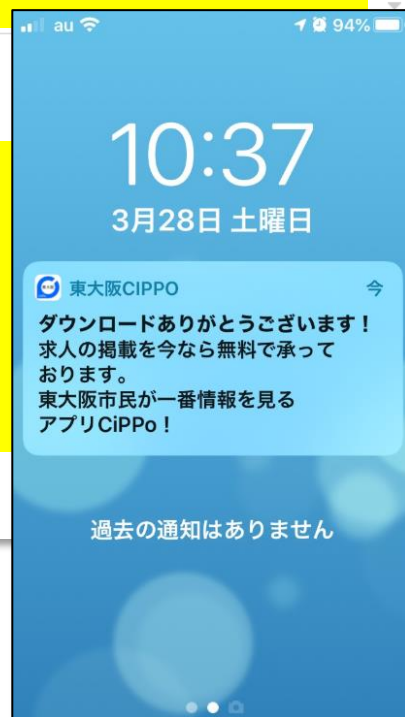 au
94%
10:37
3月28日 土曜日
東大阪CIPPO
今
ダウンロードありがとうございます！
求人の掲載を今なら無料で承って
おります。
東大阪市民が一番情報を見る
アプリCiPPo！
過去の通知はありません